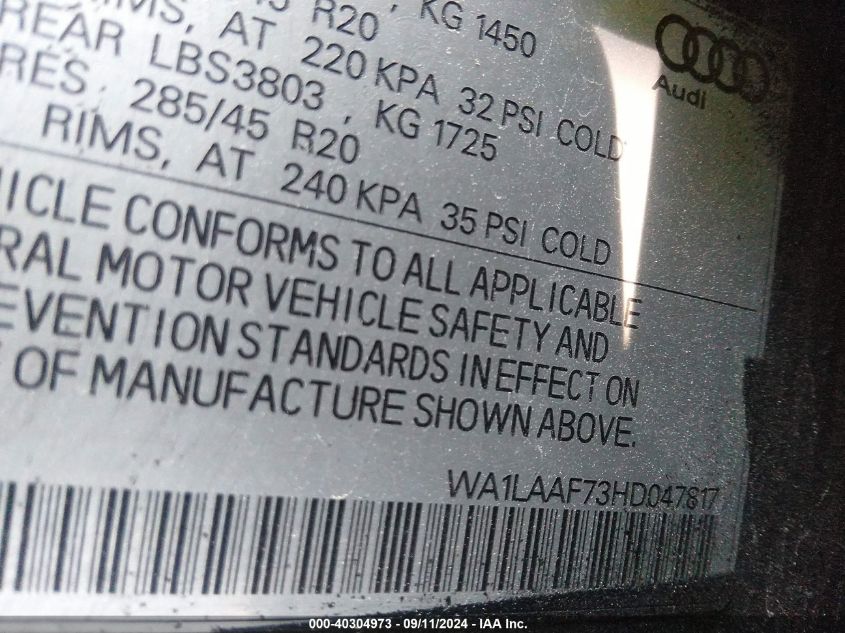 R20 , KG 1450
RIMS, AT 220 KPA 32 PSI COLD
REAR LBS3803 , KG 1725
285/45 R20
RIMS, AT 240 KPA 35 PSI COLD
Audi
CONFORMS TO ALL APPLICABLE
MOTOR VEHICLE SAFETY AND
STANDARDS IN EFFECT ON
OF MANUFACTURE SHOWN ABOVE.
WA1LAAF73HD047817
000-40304973 - 09/11/2024 - IAA Inc.